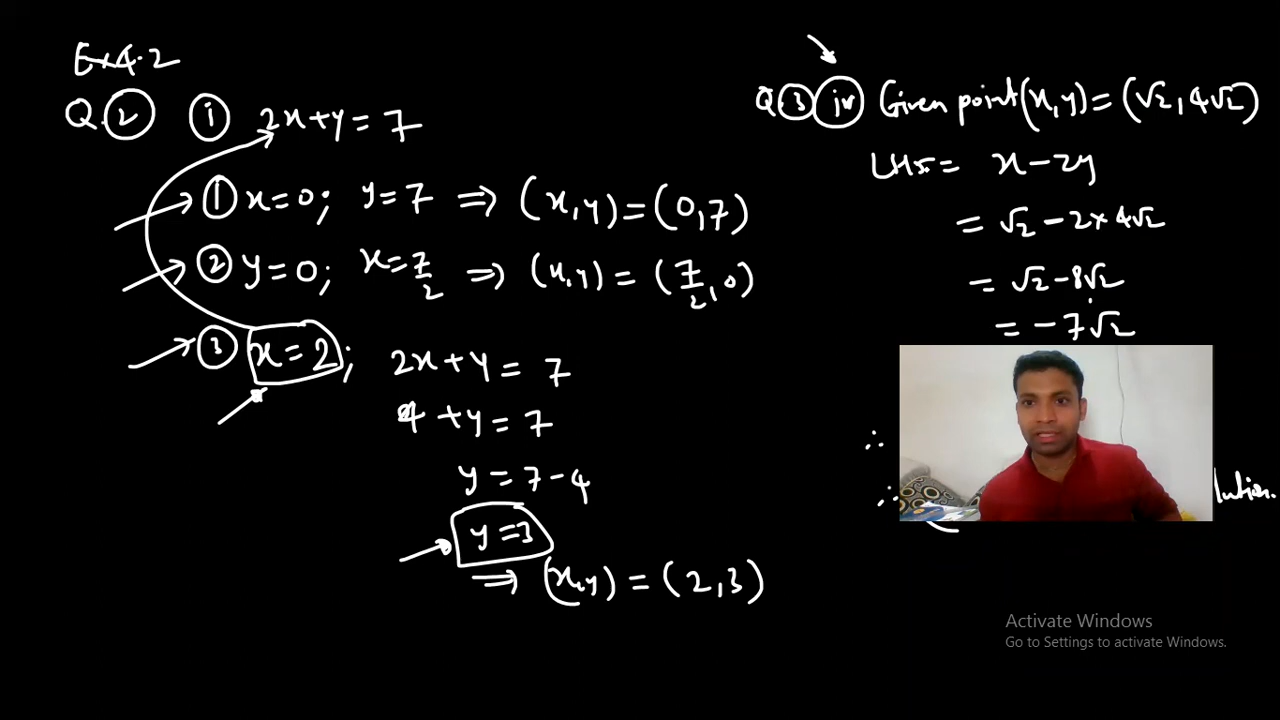 Ex 4.2
Q. 2 i 2x+y = 7
1 x=0; y=7 ⇒ (x,y)=(0,7)
2 y=0; x=7/2 ⇒ (x,y) = (7/2,0)
3 x=2; 2x+y = 7
4+y = 7
y = 7-4
y=3
⇒ (x,y) = (2,3)
Q. 3 iv Given point (x,y) = (√2, 4√2)
LHS = x-2y
= √2 - 2×4√2
= √2 - 8√2
= -7√2
∴
∴
Activate Windows
Go to Settings to activate Windows.